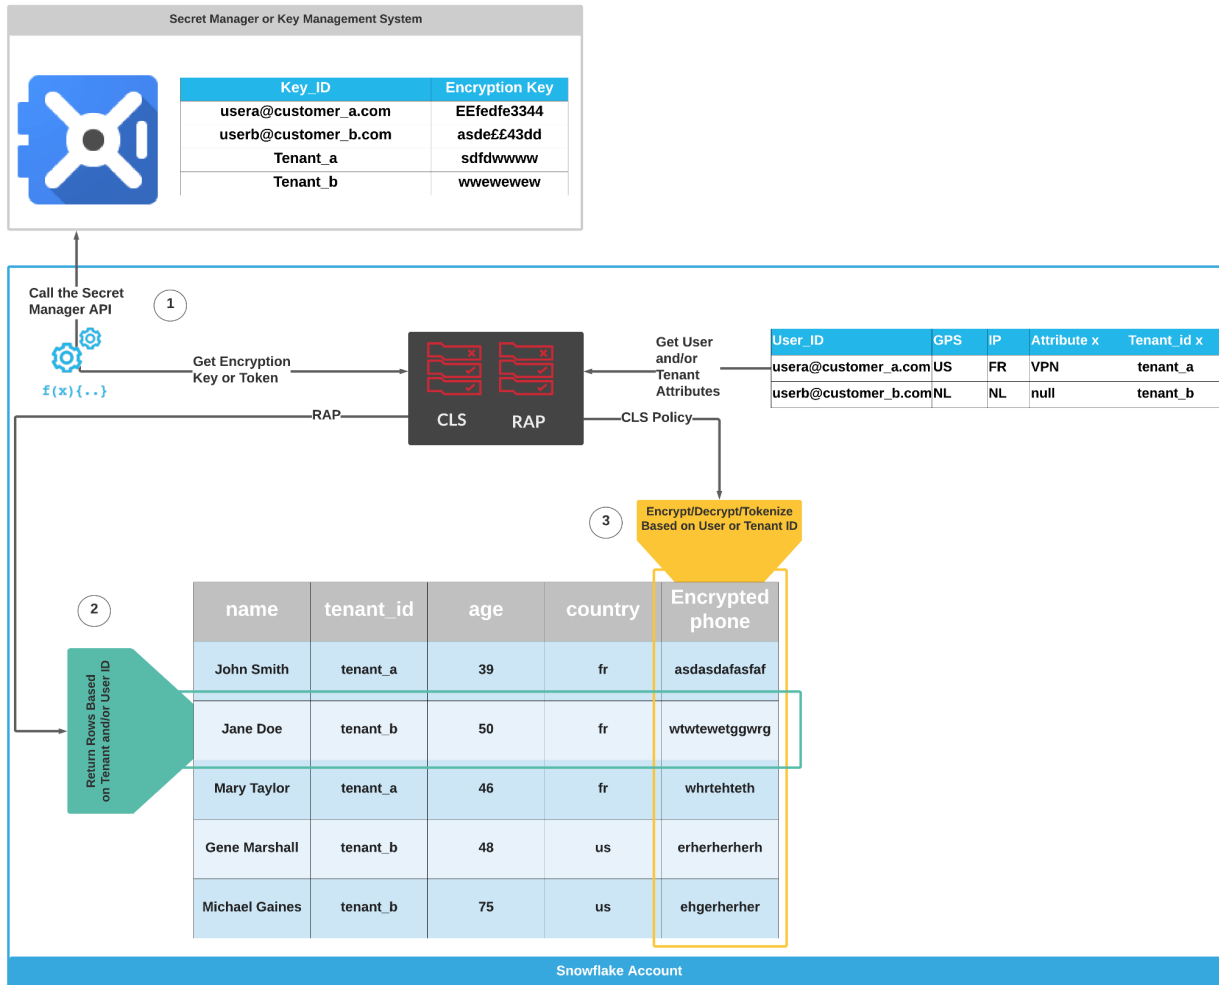 Secret Manager or Key Management System
Key_ID Encryption Key
usera@customer_a.com EEfedfe3344
userb@customer_b.com asde££43dd
Tenant_a sdfdwwww
Tenant_b wwewewew
Call the Secret
Manager API
1
f(x){..}
Get Encryption
Key or Token
CLS RAP
Get User
and/or
Tenant
Attributes
User_ID GPS IP Attribute x Tenant_id x
usera@customer_a.com US FR VPN tenant_a
userb@customer_b.com NL NL null tenant_b
RAP
CLS Policy
3
Encrypt/Decrypt/Tokenize
Based on User or Tenant ID
2
Return Rows Based
on Tenant and/or User ID
name tenant_id age country Encrypted
phone
John Smith tenant_a 39 fr asdasdafasfaf
Jane Doe tenant_b 50 fr wtwtewetggwrg
Mary Taylor tenant_a 46 fr whrtehteth
Gene Marshall tenant_b 48 us erherherherh
Michael Gaines tenant_b 75 us ehgerherher
Snowflake Account